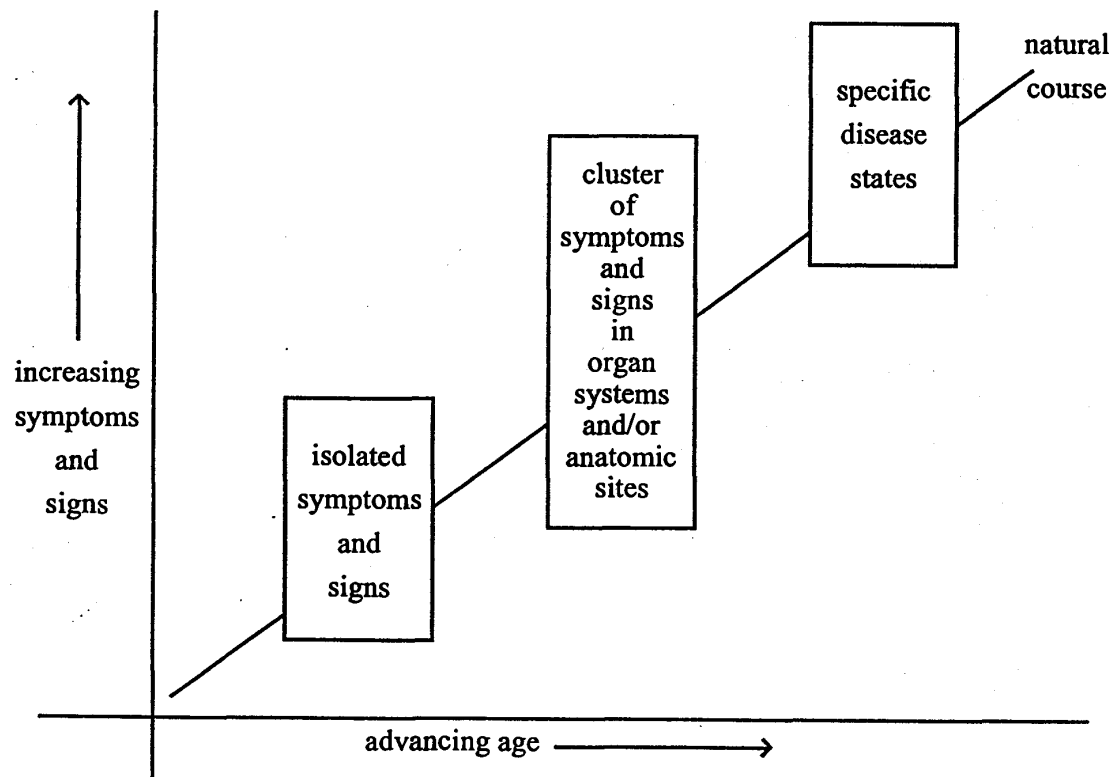 natural
course
specific
disease
states
cluster
of
symptoms
and
signs
in
organ
systems
and/or
anatomic
sites
increasing
symptoms
and
signs
isolated
symptoms
and
signs
advancing age